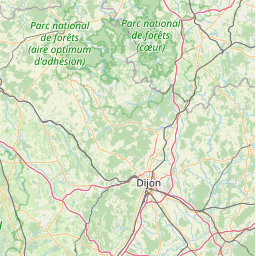 Parc national
de forêts
(aire optimum
d'adhésion)
Parc national
de forêts
(cœur)
Dijon